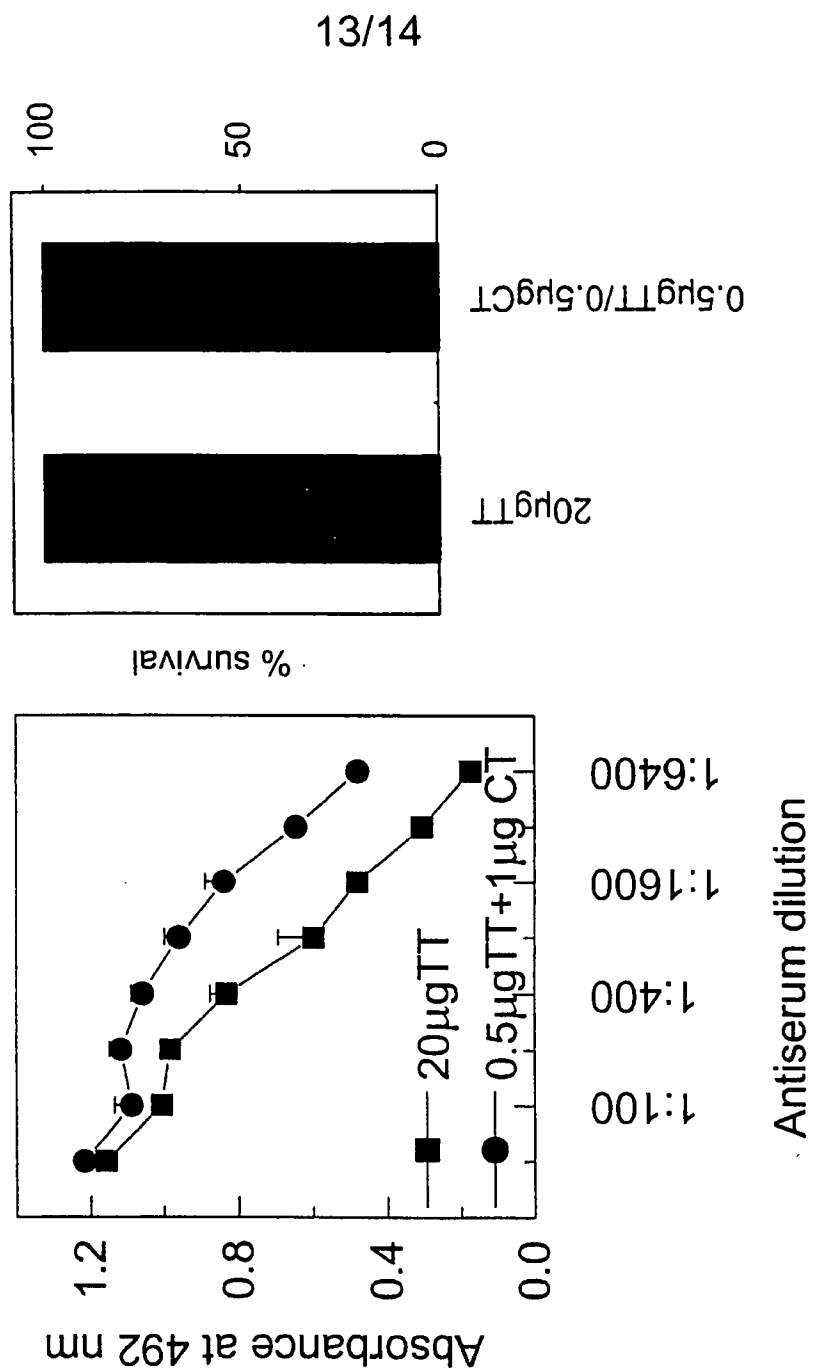 13/14
Absorbance at 492 nm
1.2
0.8
0.4
0.0
20µgTT
0.5µgTT+1µg CT
1:100
1:400
1:1600
1:6400
Antiserum dilution
% survival
100
50
0
20µgTT
0.5µgTT/0.5µgCT